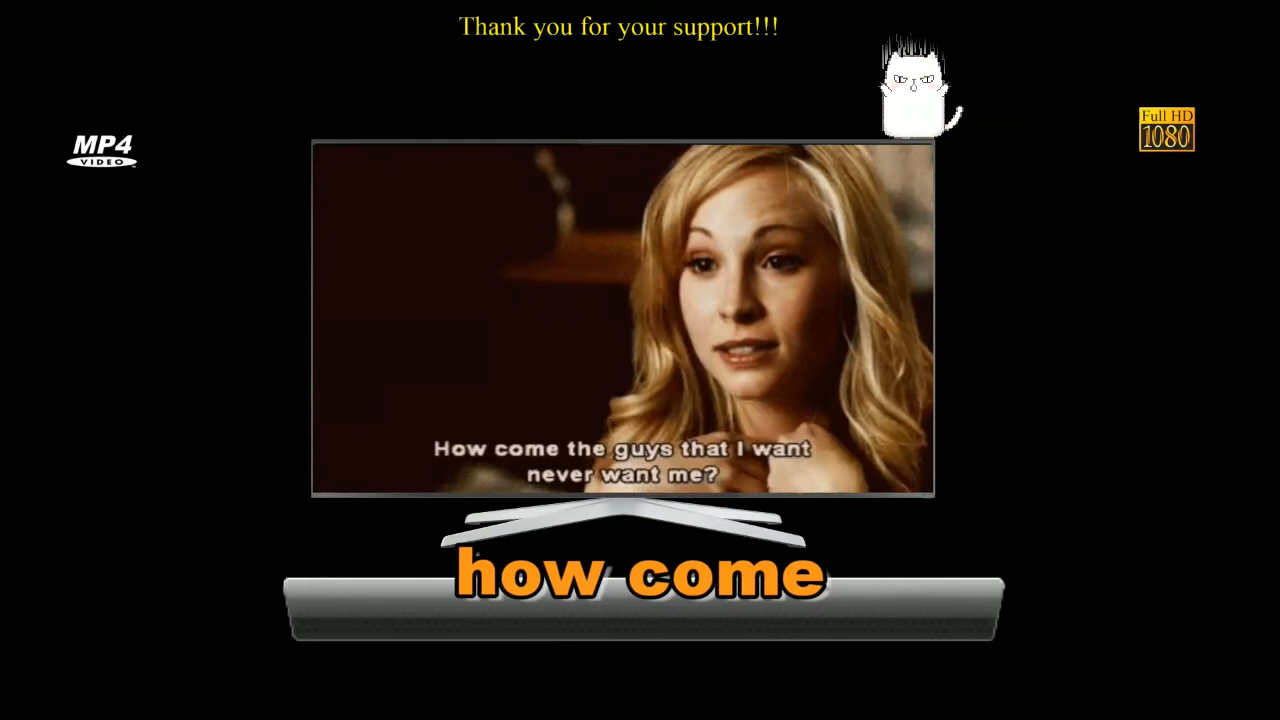 Thank you for your support!!!
MP4
VIDEO
Full HD
1080
How come the guys that I want
never want me?
how come